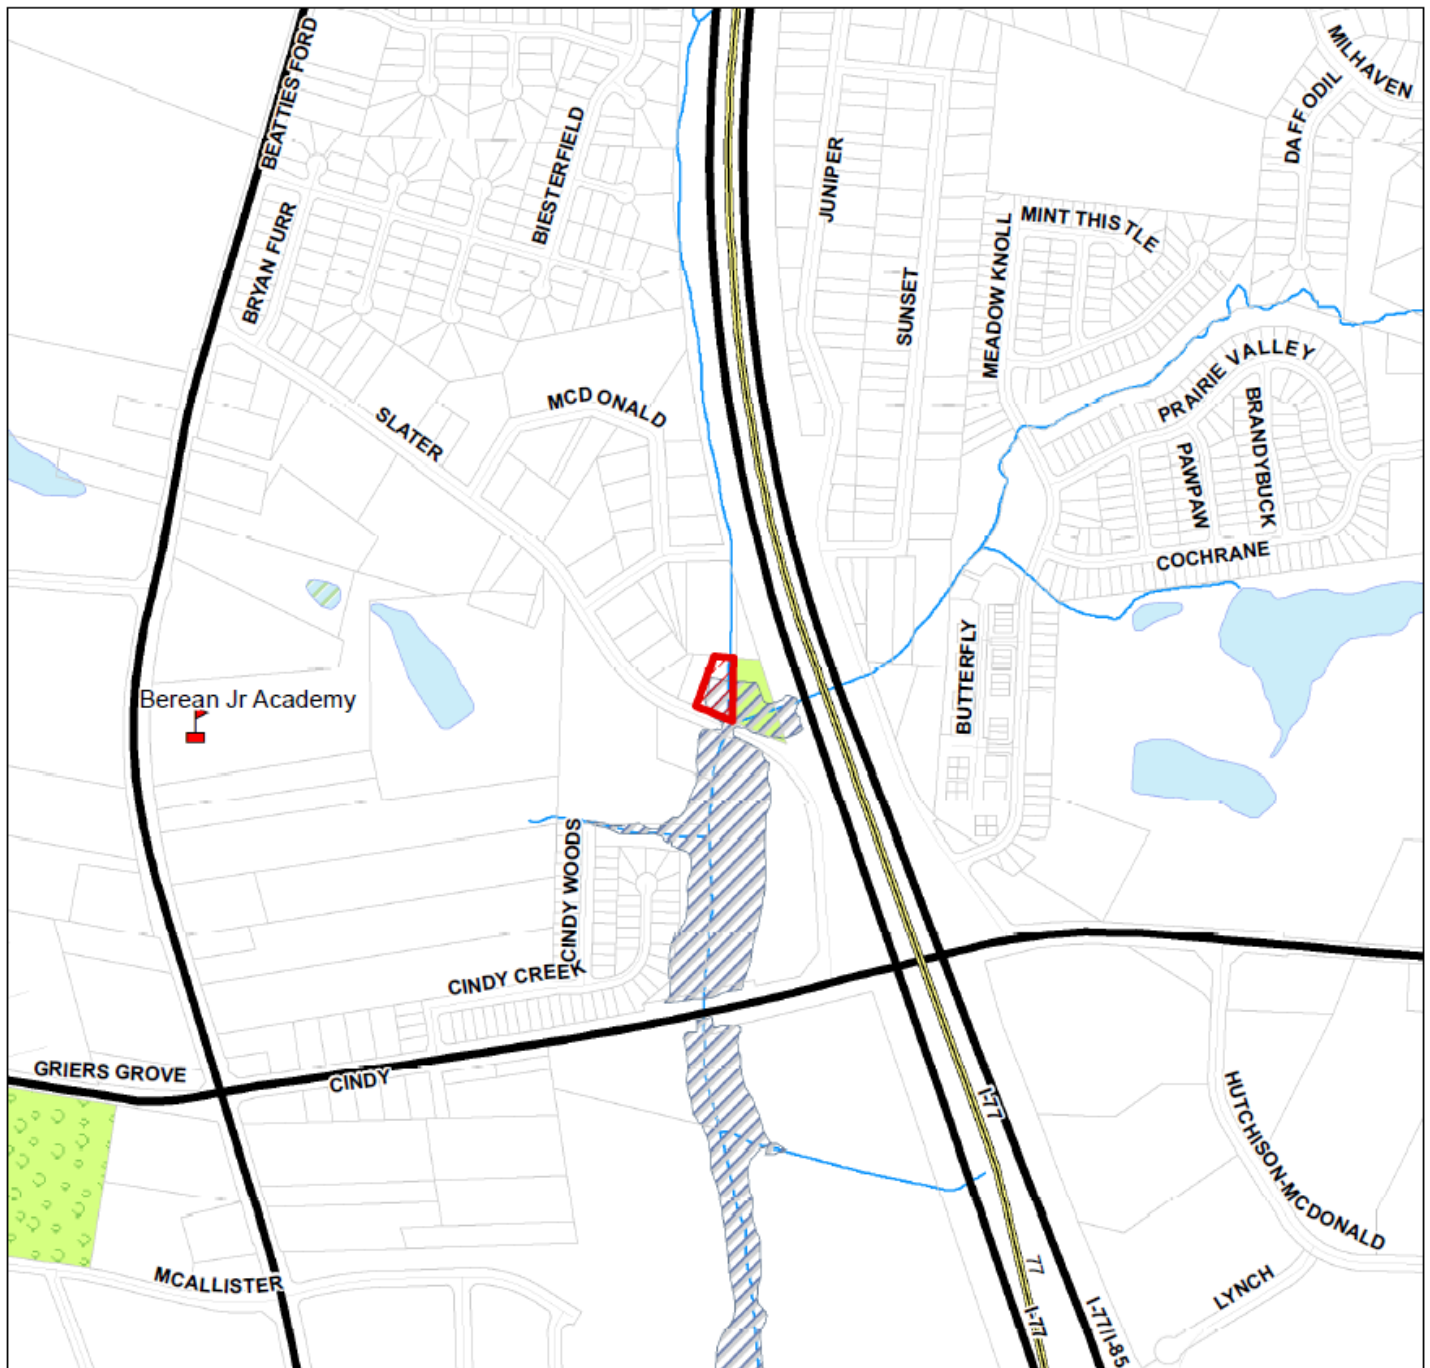 BEATTIES FORD
MILHAVEN
DAFFODIL
BIESTERFIELD
JUNIPER
BRYAN FURR
MINT THISTLE
MEADOW KNOLL
SUNSET
PRAIRIE VALLEY
MCDONALD
SLATER
BRANDYBUCK
PAWPAW
COCHRANE
BUTTERFLY
Berean Jr Academy
CINDY WOODS
CINDY CREEK
GRIERS GROVE
CINDY
I-77
HUTCHISON-MCDONALD
MCALLISTER
77
LYNCH
I-77
I-77/I-85